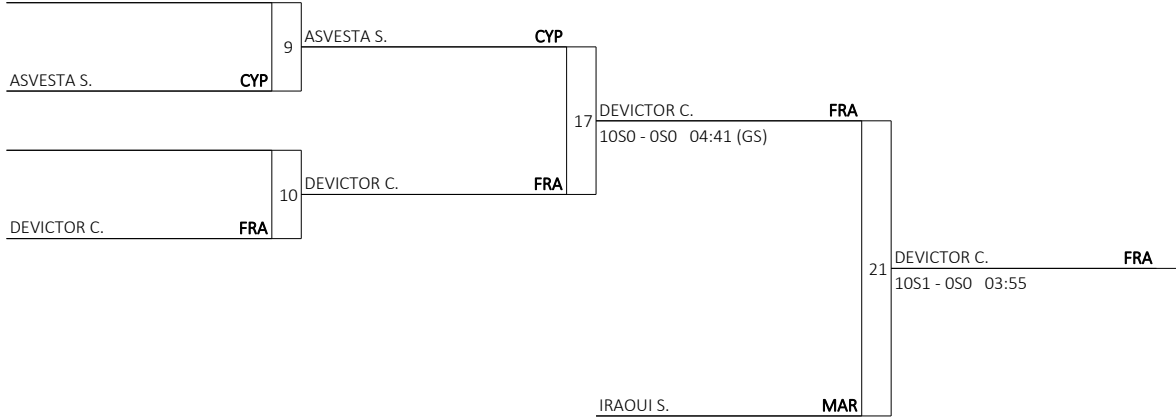 9 ASVESTA S. CYP
ASVESTA S. CYP
17 DEVICTOR C. FRA
10S0 - 0S0 04:41 (GS)
10 DEVICTOR C. FRA
DEVICTOR C. FRA
21 DEVICTOR C. FRA
10S1 - 0S0 03:55
IRAOUI S. MAR